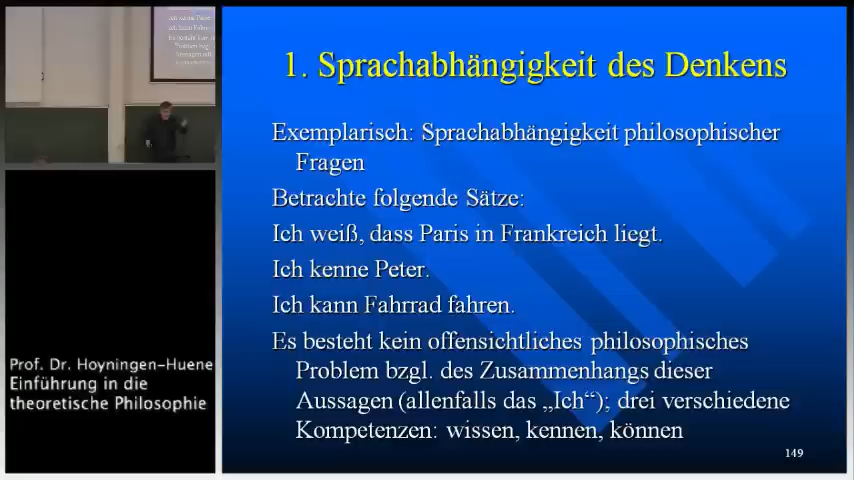 1. Sprachabhängigkeit des Denkens
Exemplarisch: Sprachabhängigkeit philosophischer
Fragen
Betrachte folgende Sätze:
Ich weiß, dass Paris in Frankreich liegt.
Ich kenne Peter.
Ich kann Fahrrad fahren.
Es besteht kein offensichtliches philosophisches
Problem bzgl. des Zusammenhangs dieser
Aussagen (allenfalls das „Ich“); drei verschiedene
Kompetenzen: wissen, kennen, können
149
Prof. Dr. Hoyningen-Huene
Einführung in die
theoretische Philosophie